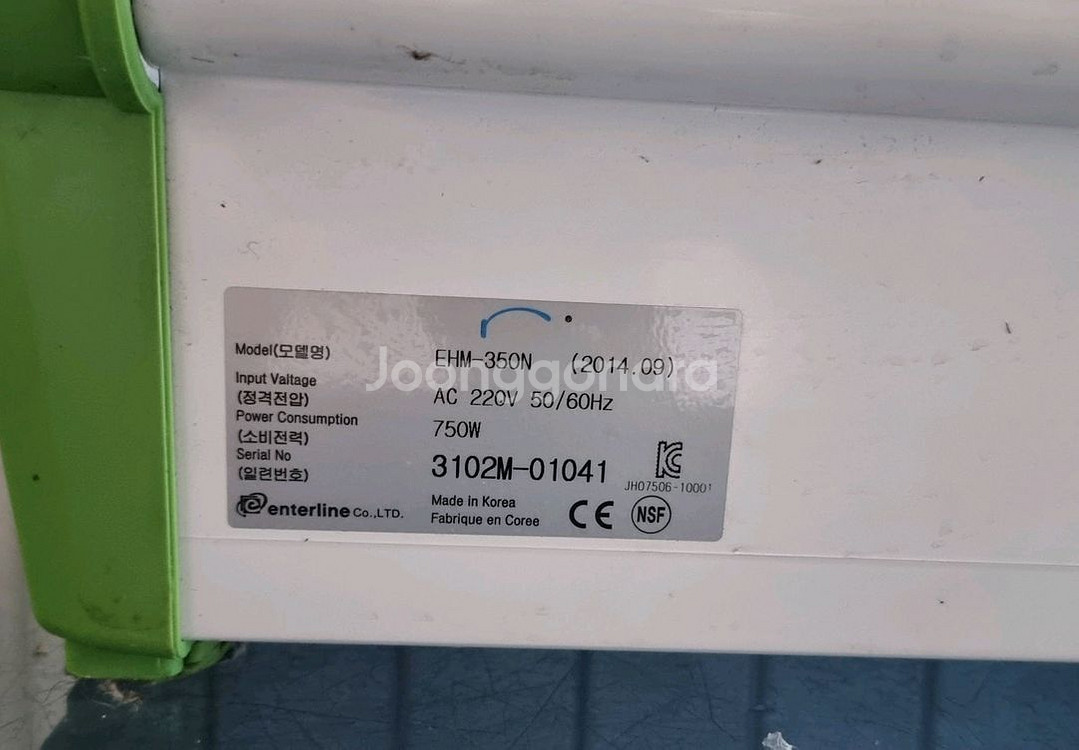 Model(모델명) EHM-350N (2014.09)
Joonggonara
Input Valtage
(정격전압) AC 220V 50/60Hz
Power Consumption
(소비전력) 750W
Serial No
(일련번호) 3102M-01041
JH07506-10001
enterline Co.,LTD.
Made in Korea
Fabrique en Coree
CE NSF